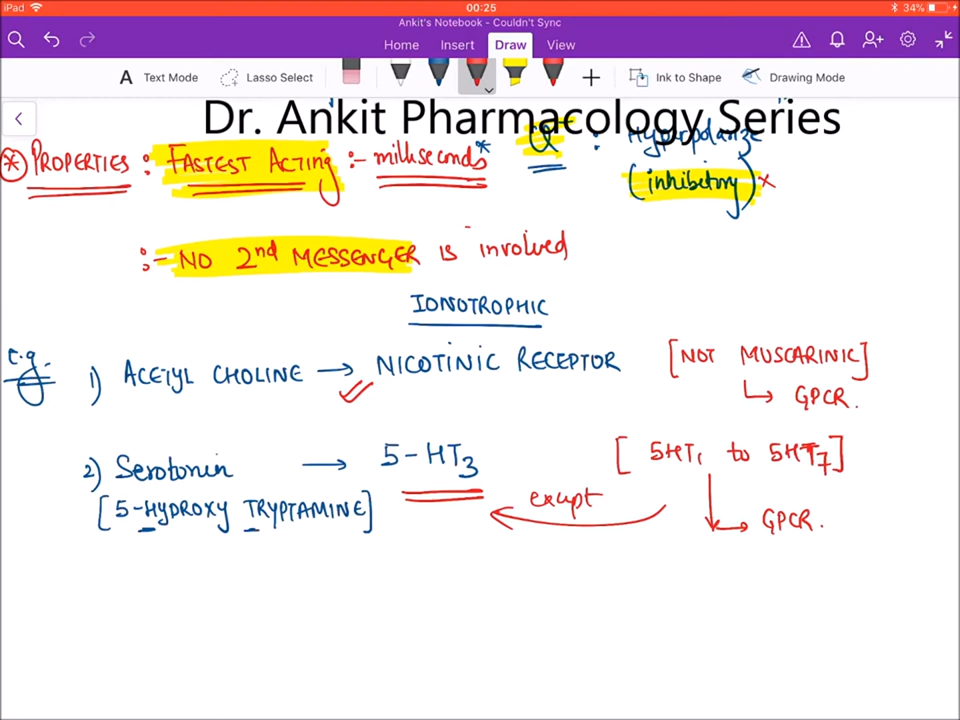 iPad 00:25 34%
Ankit's Notebook - Couldn't Sync
Home Insert Draw View
A Text Mode Lasso Select Ink to Shape Drawing Mode
Dr. Ankit Pharmacology Series
* PROPERTIES : FASTEST ACTING :- milliseconds* Q : Hyperpolarize
(inhibitory) x
:- NO 2nd MESSENGER is involved
IONOTROPHIC
e.g.
1) ACETYL CHOLINE → NICOTINIC RECEPTOR [NOT MUSCARINIC]
↳ GPCR.
2) Serotonin → 5-HT3 [ 5HT1 to 5HT7]
[5-HYDROXY TRYPTAMINE] except
→ GPCR.